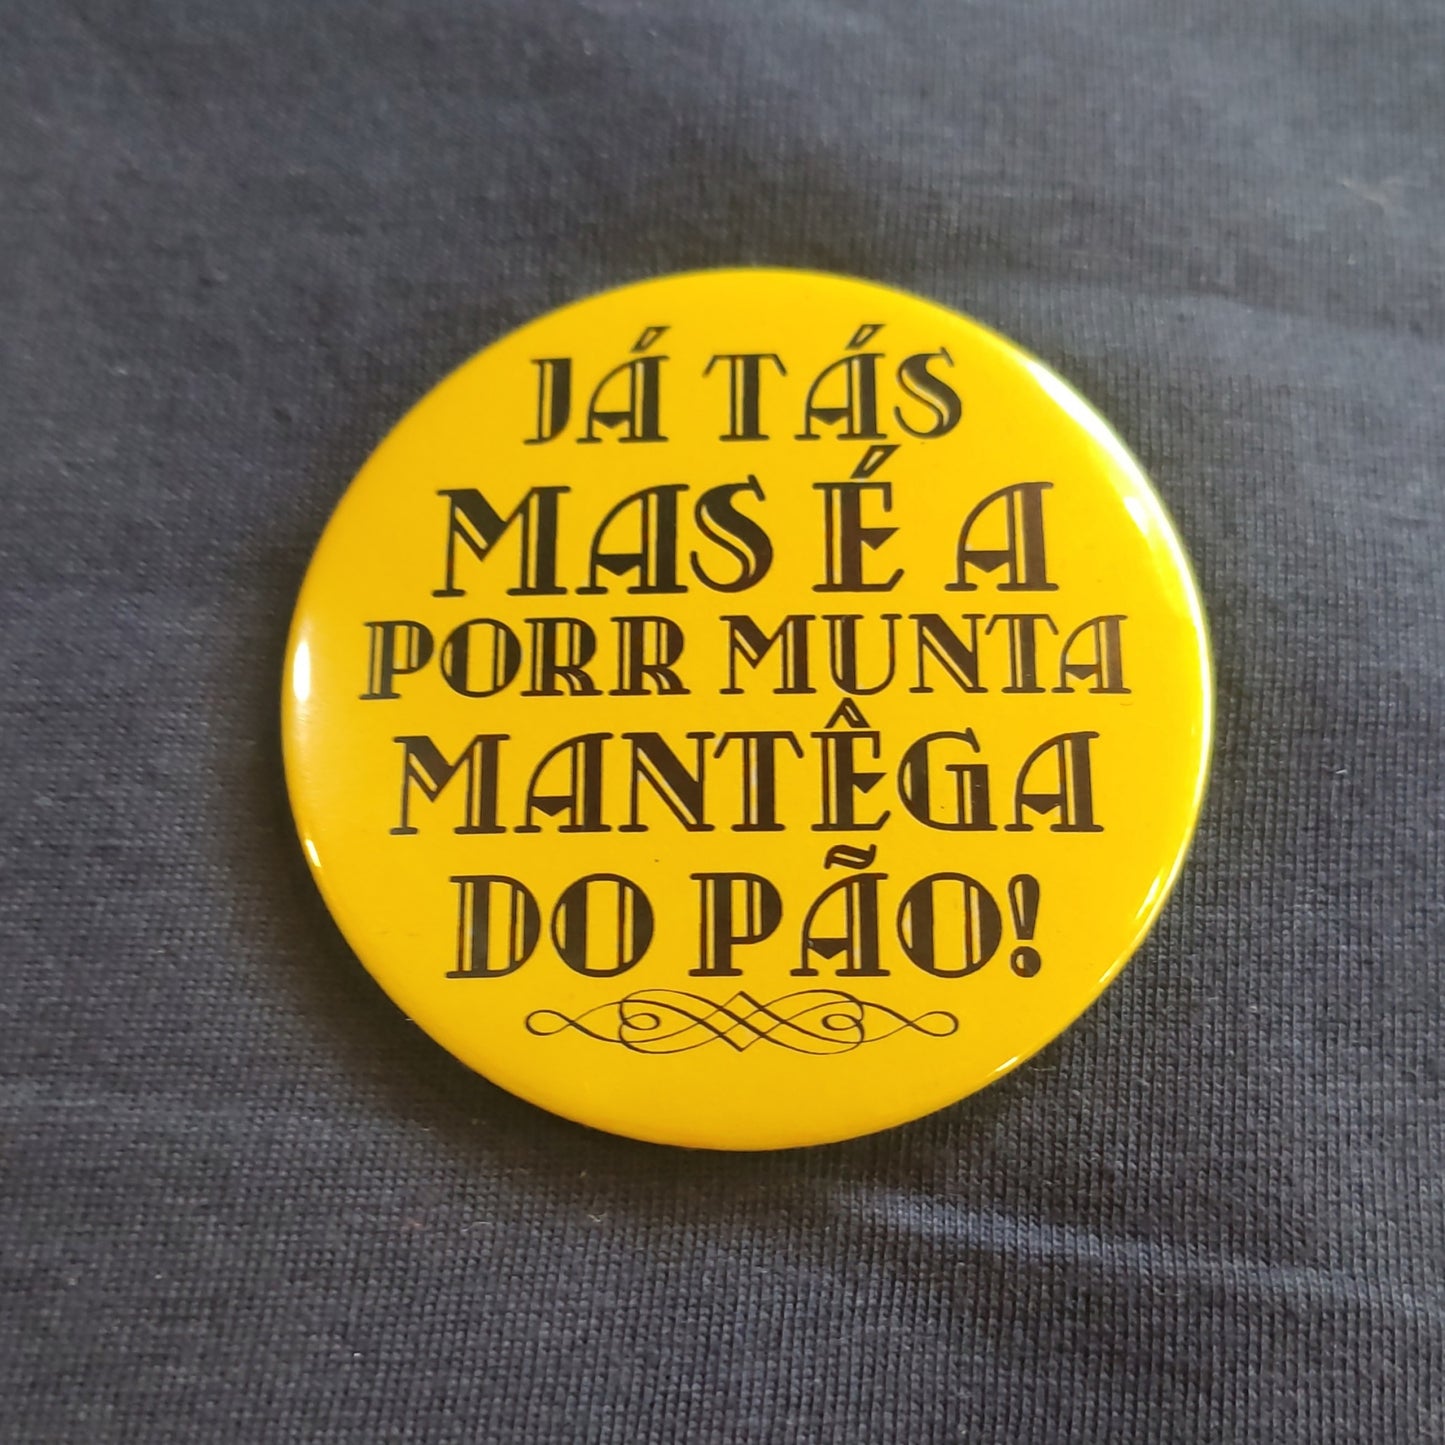 JÁ TÁS
MAS É A
PORR MUNTA
MANTÊGA
DO PÃO!